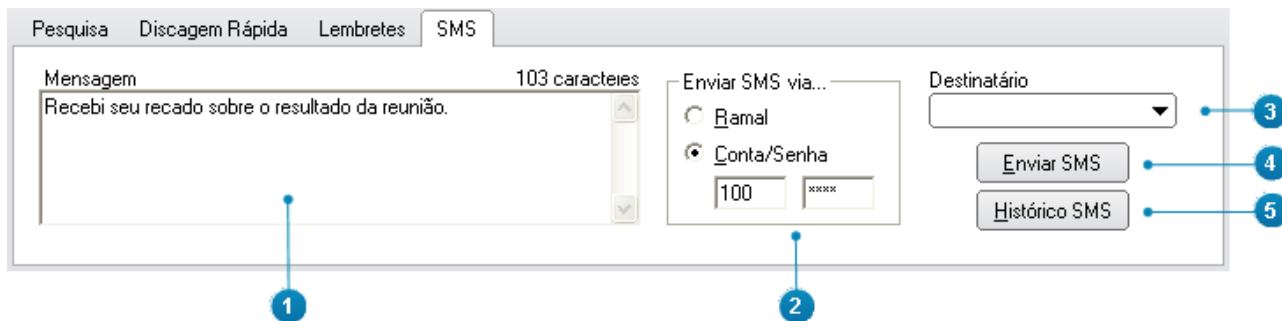 Pesquisa Discagem Rápida Lembretes SMS
Mensagem 103 caracteres
Recebi seu recado sobre o resultado da reunião.
Enviar SMS via...
Ramal
Conta/Senha
100 ****
Destinatário
3
Enviar SMS 4
Histórico SMS 5
1 2